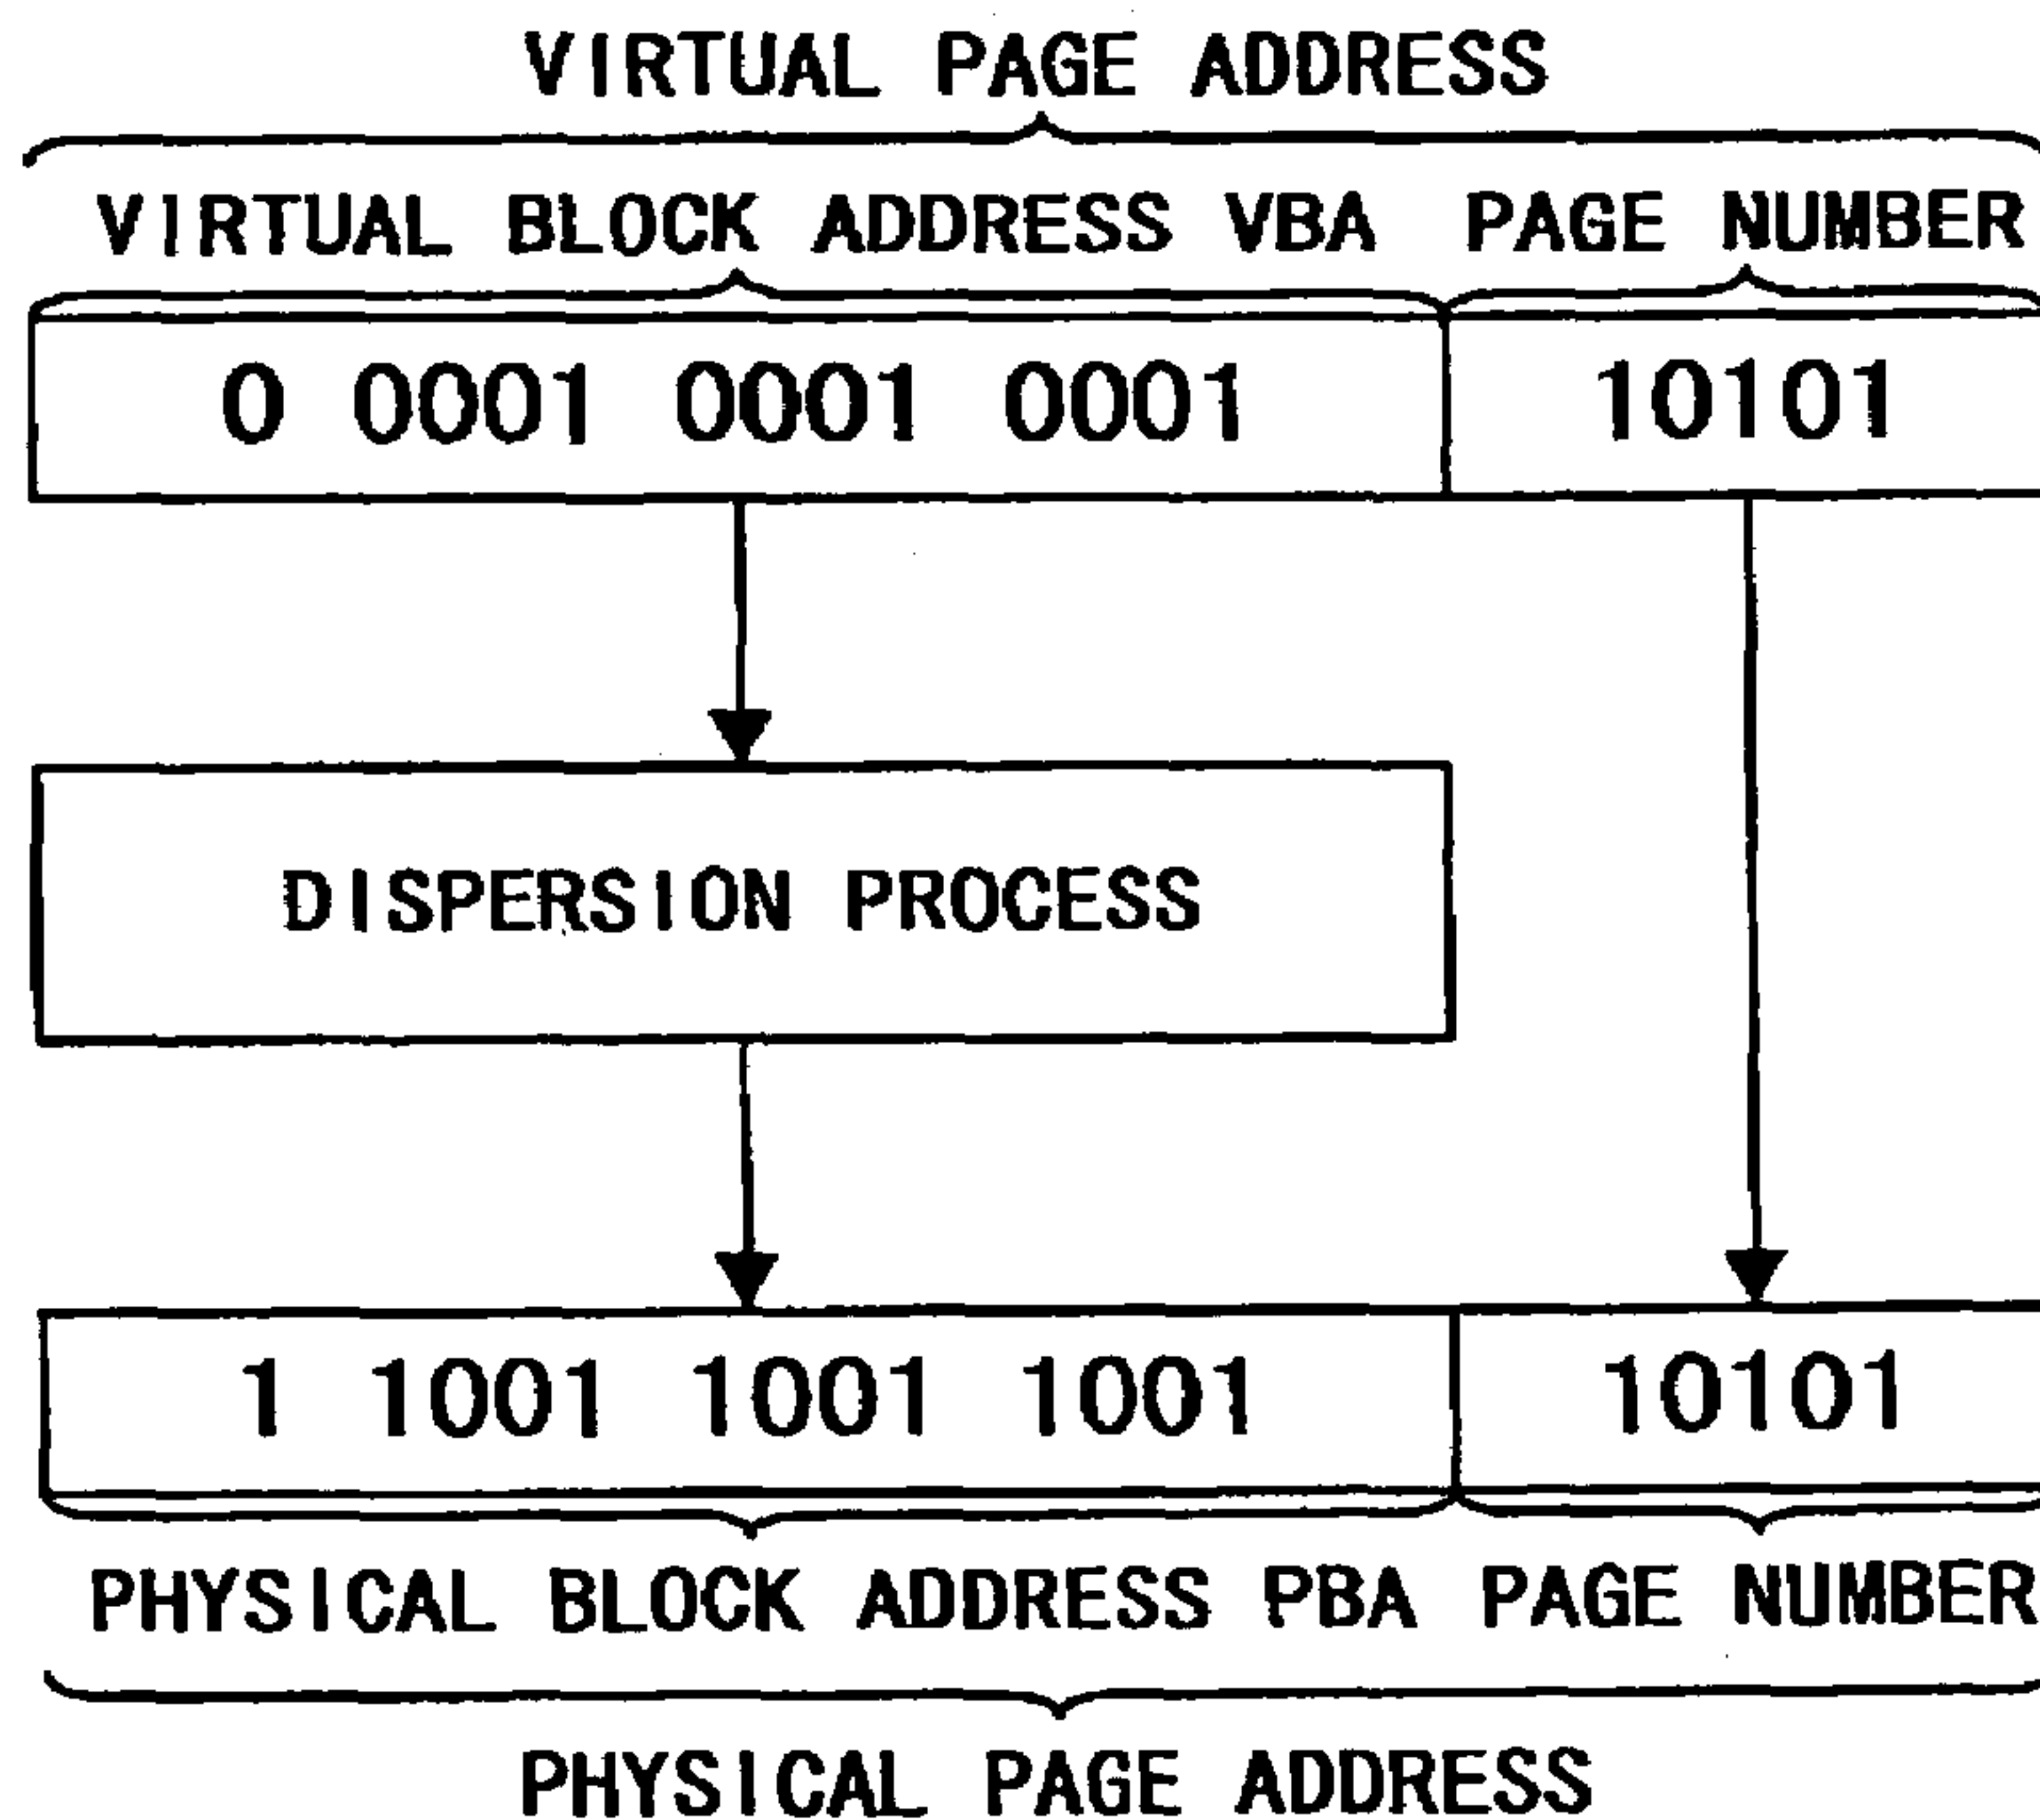 VIRTUAL PAGE ADDRESS
VIRTUAL BLOCK ADDRESS VBA PAGE NUMBER
0 0001 0001 0001 10101
DISPERSION PROCESS
1 1001 1001 1001 10101
PHYSICAL BLOCK ADDRESS PBA PAGE NUMBER
PHYSICAL PAGE ADDRESS